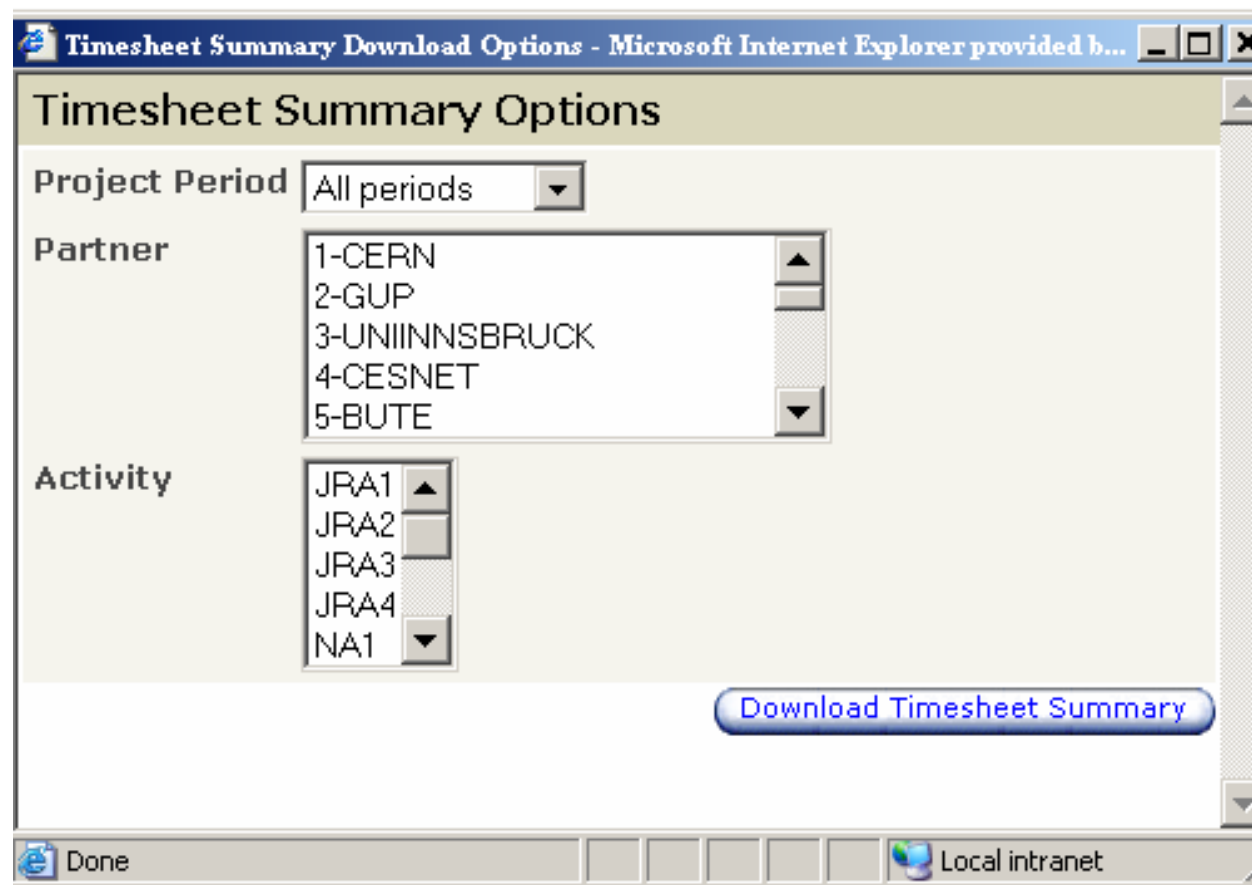 Timesheet Summary Download Options - Microsoft Internet Explorer provided b...
Timesheet Summary Options
Project Period
All periods
Partner
1-CERN
2-GUP
3-UNIINNSBRUCK
4-CESNET
5-BUTE
Activity
JRA1
JRA2
JRA3
JRA4
NA1
Download Timesheet Summary
Done
Local intranet